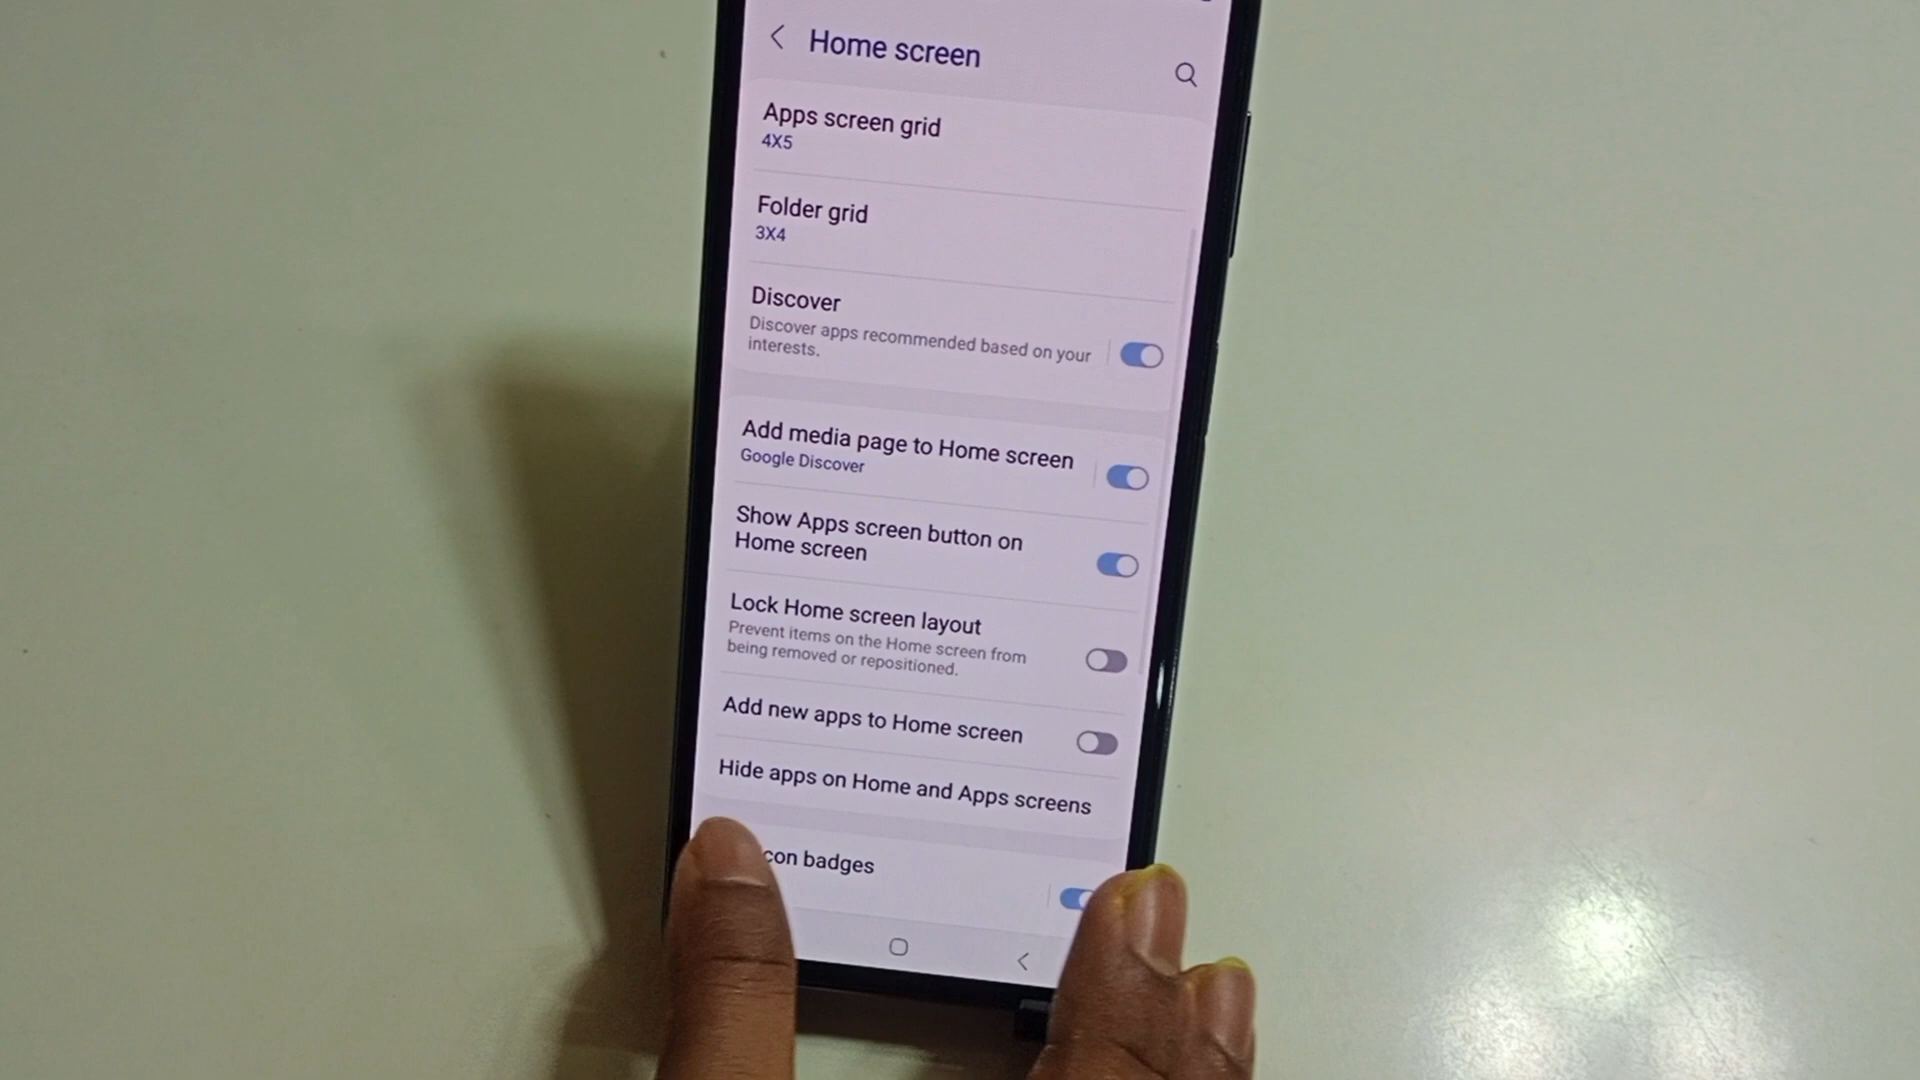 Home screen
Apps screen grid
4X5
Folder grid
3X4
Discover
Discover apps recommended based on your
interests.
Add media page to Home screen
Google Discover
Show Apps screen button on
Home screen
Lock Home screen layout
Prevent items on the Home screen from
being removed or repositioned.
Add new apps to Home screen
Hide apps on Home and Apps screens
con badges